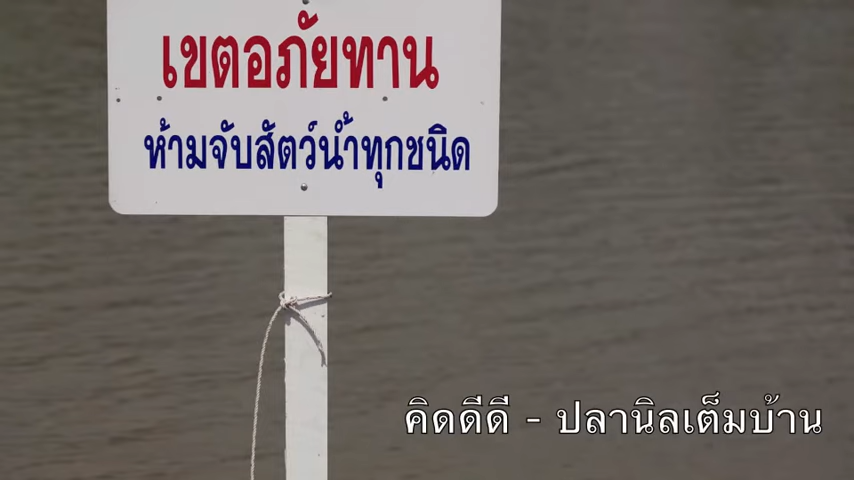 เขตอภัยทาน
ห้ามจับสัตว์น้ำทุกชนิด
คิดดีดี - ปลานิลเต็มบ้าน